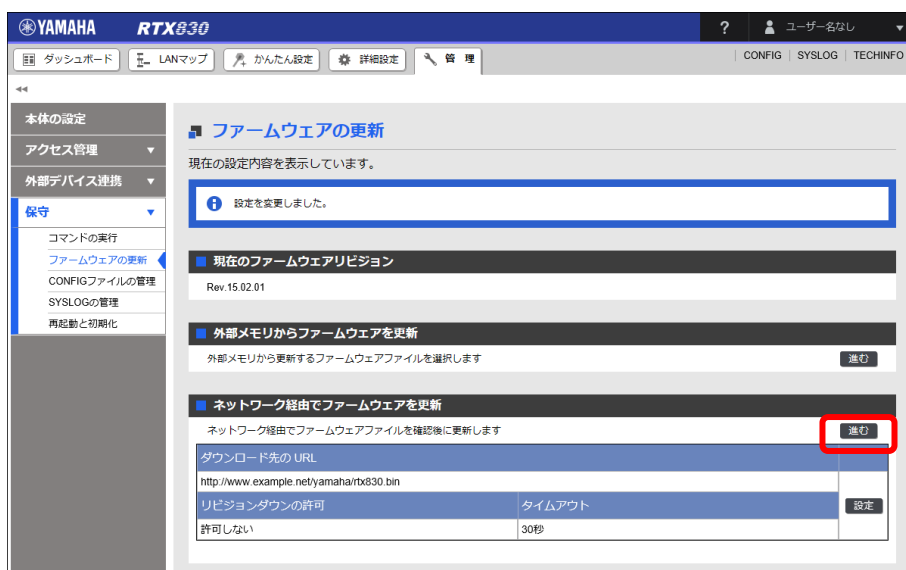 YAMAHA RTX830 ? ユーザー名なし
ダッシュボード LANマップ かんたん設定 詳細設定 管理 CONFIG SYSLOG TECHINFO
本体の設定
アクセス管理
外部デバイス連携
保守
コマンドの実行
ファームウェアの更新
CONFIGファイルの管理
SYSLOGの管理
再起動と初期化
ファームウェアの更新
現在の設定内容を表示しています。
設定を変更しました。
現在のファームウェアリビジョン
Rev.15.02.01
外部メモリからファームウェアを更新
外部メモリから更新するファームウェアファイルを選択します 進む
ネットワーク経由でファームウェアを更新
ネットワーク経由でファームウェアファイルを確認後に更新します 進む
ダウンロード先の URL
http://www.example.net/yamaha/rtx830.bin
リビジョンダウンの許可 タイムアウト 設定
許可しない 30秒